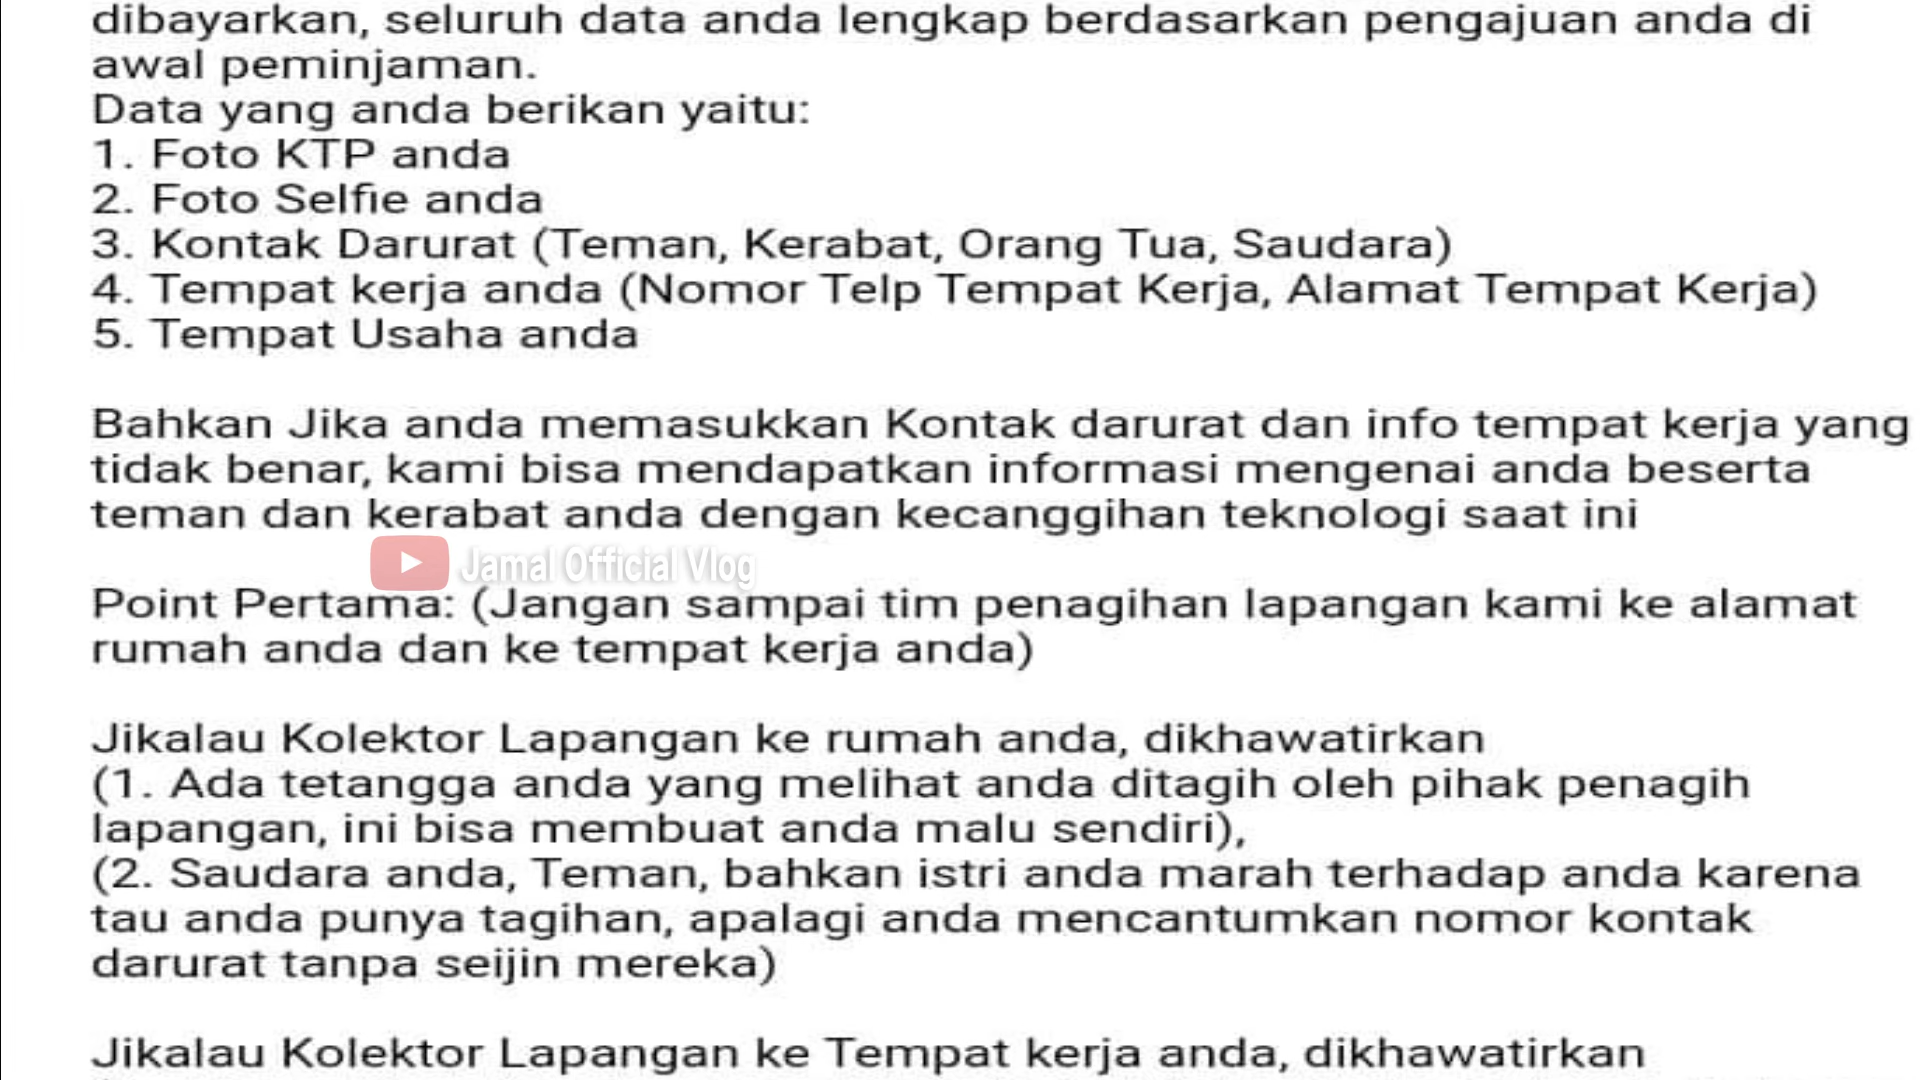 dibayarkan, seluruh data anda lengkap berdasarkan pengajuan anda di
awal peminjaman.
Data yang anda berikan yaitu:
1. Foto KTP anda
2. Foto Selfie anda
3. Kontak Darurat (Teman, Kerabat, Orang Tua, Saudara)
4. Tempat kerja anda (Nomor Telp Tempat Kerja, Alamat Tempat Kerja)
5. Tempat Usaha anda
Bahkan Jika anda memasukkan Kontak darurat dan info tempat kerja yang
tidak benar, kami bisa mendapatkan informasi mengenai anda beserta
teman dan kerabat anda dengan kecanggihan teknologi saat ini
Jamal Official Vlog
Point Pertama: (Jangan sampai tim penagihan lapangan kami ke alamat
rumah anda dan ke tempat kerja anda)
Jikalau Kolektor Lapangan ke rumah anda, dikhawatirkan
(1. Ada tetangga anda yang melihat anda ditagih oleh pihak penagih
lapangan, ini bisa membuat anda malu sendiri),
(2. Saudara anda, Teman, bahkan istri anda marah terhadap anda karena
tau anda punya tagihan, apalagi anda mencantumkan nomor kontak
darurat tanpa seijin mereka)
Jikalau Kolektor Lapangan ke Tempat kerja anda, dikhawatirkan